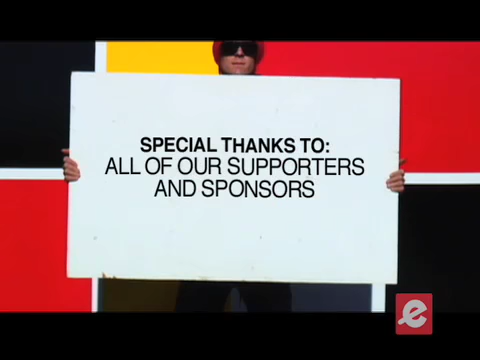 SPECIAL THANKS TO:
ALL OF OUR SUPPORTERS
AND SPONSORS
e